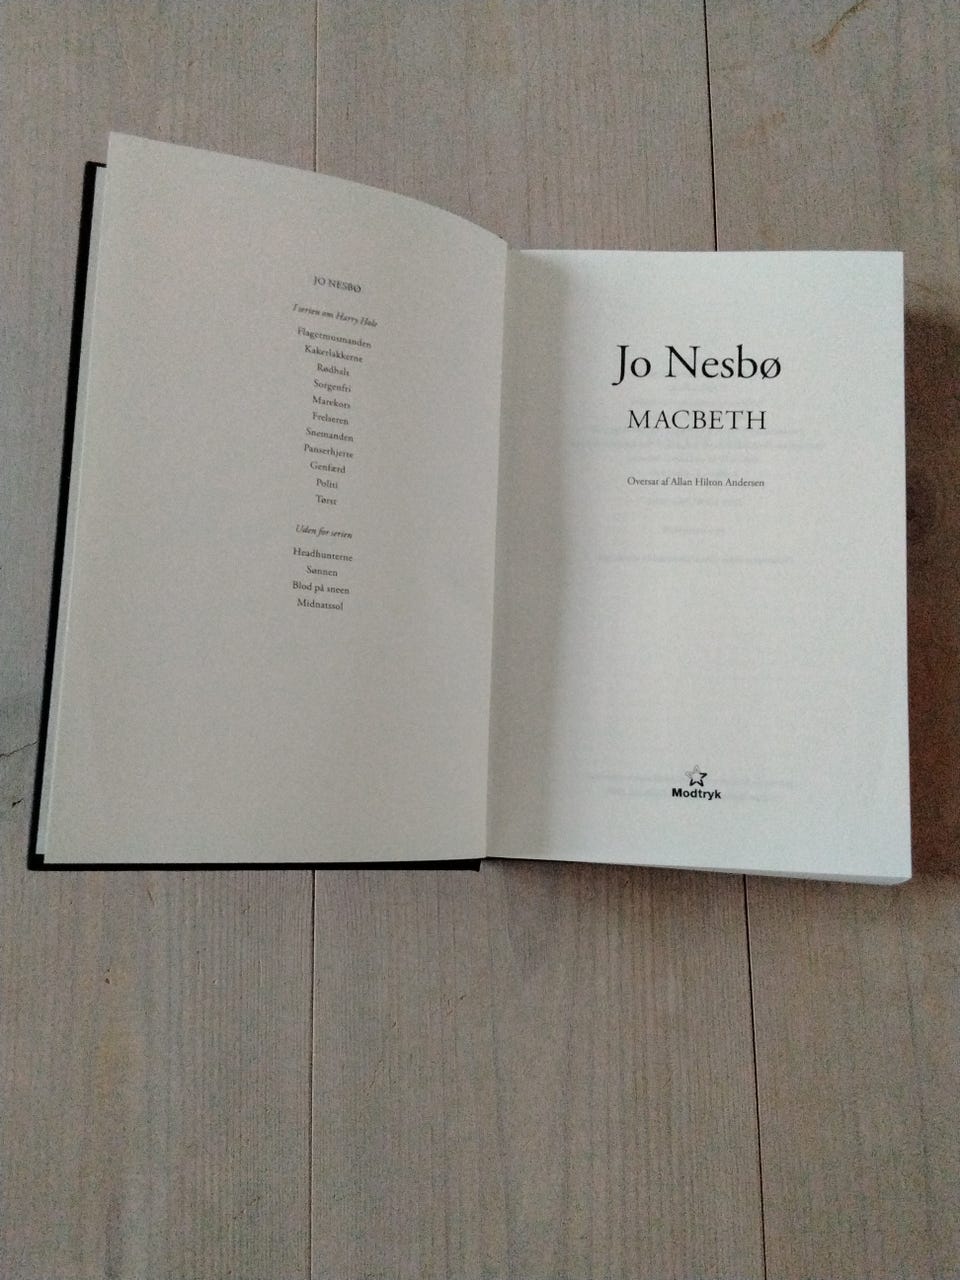 JO NESBØ
I serien om Harry Hole
Flagermusmanden
Kakerlakkerne
Rødhals
Sorgenfri
Marekors
Frelseren
Snemanden
Panserhjerte
Genfærd
Politi
Tørst
Uden for serien
Headhunterne
Sønnen
Blod på sneen
Midnatssol
Jo Nesbø
MACBETH
Oversat af Allan Hilton Andersen
Modtryk